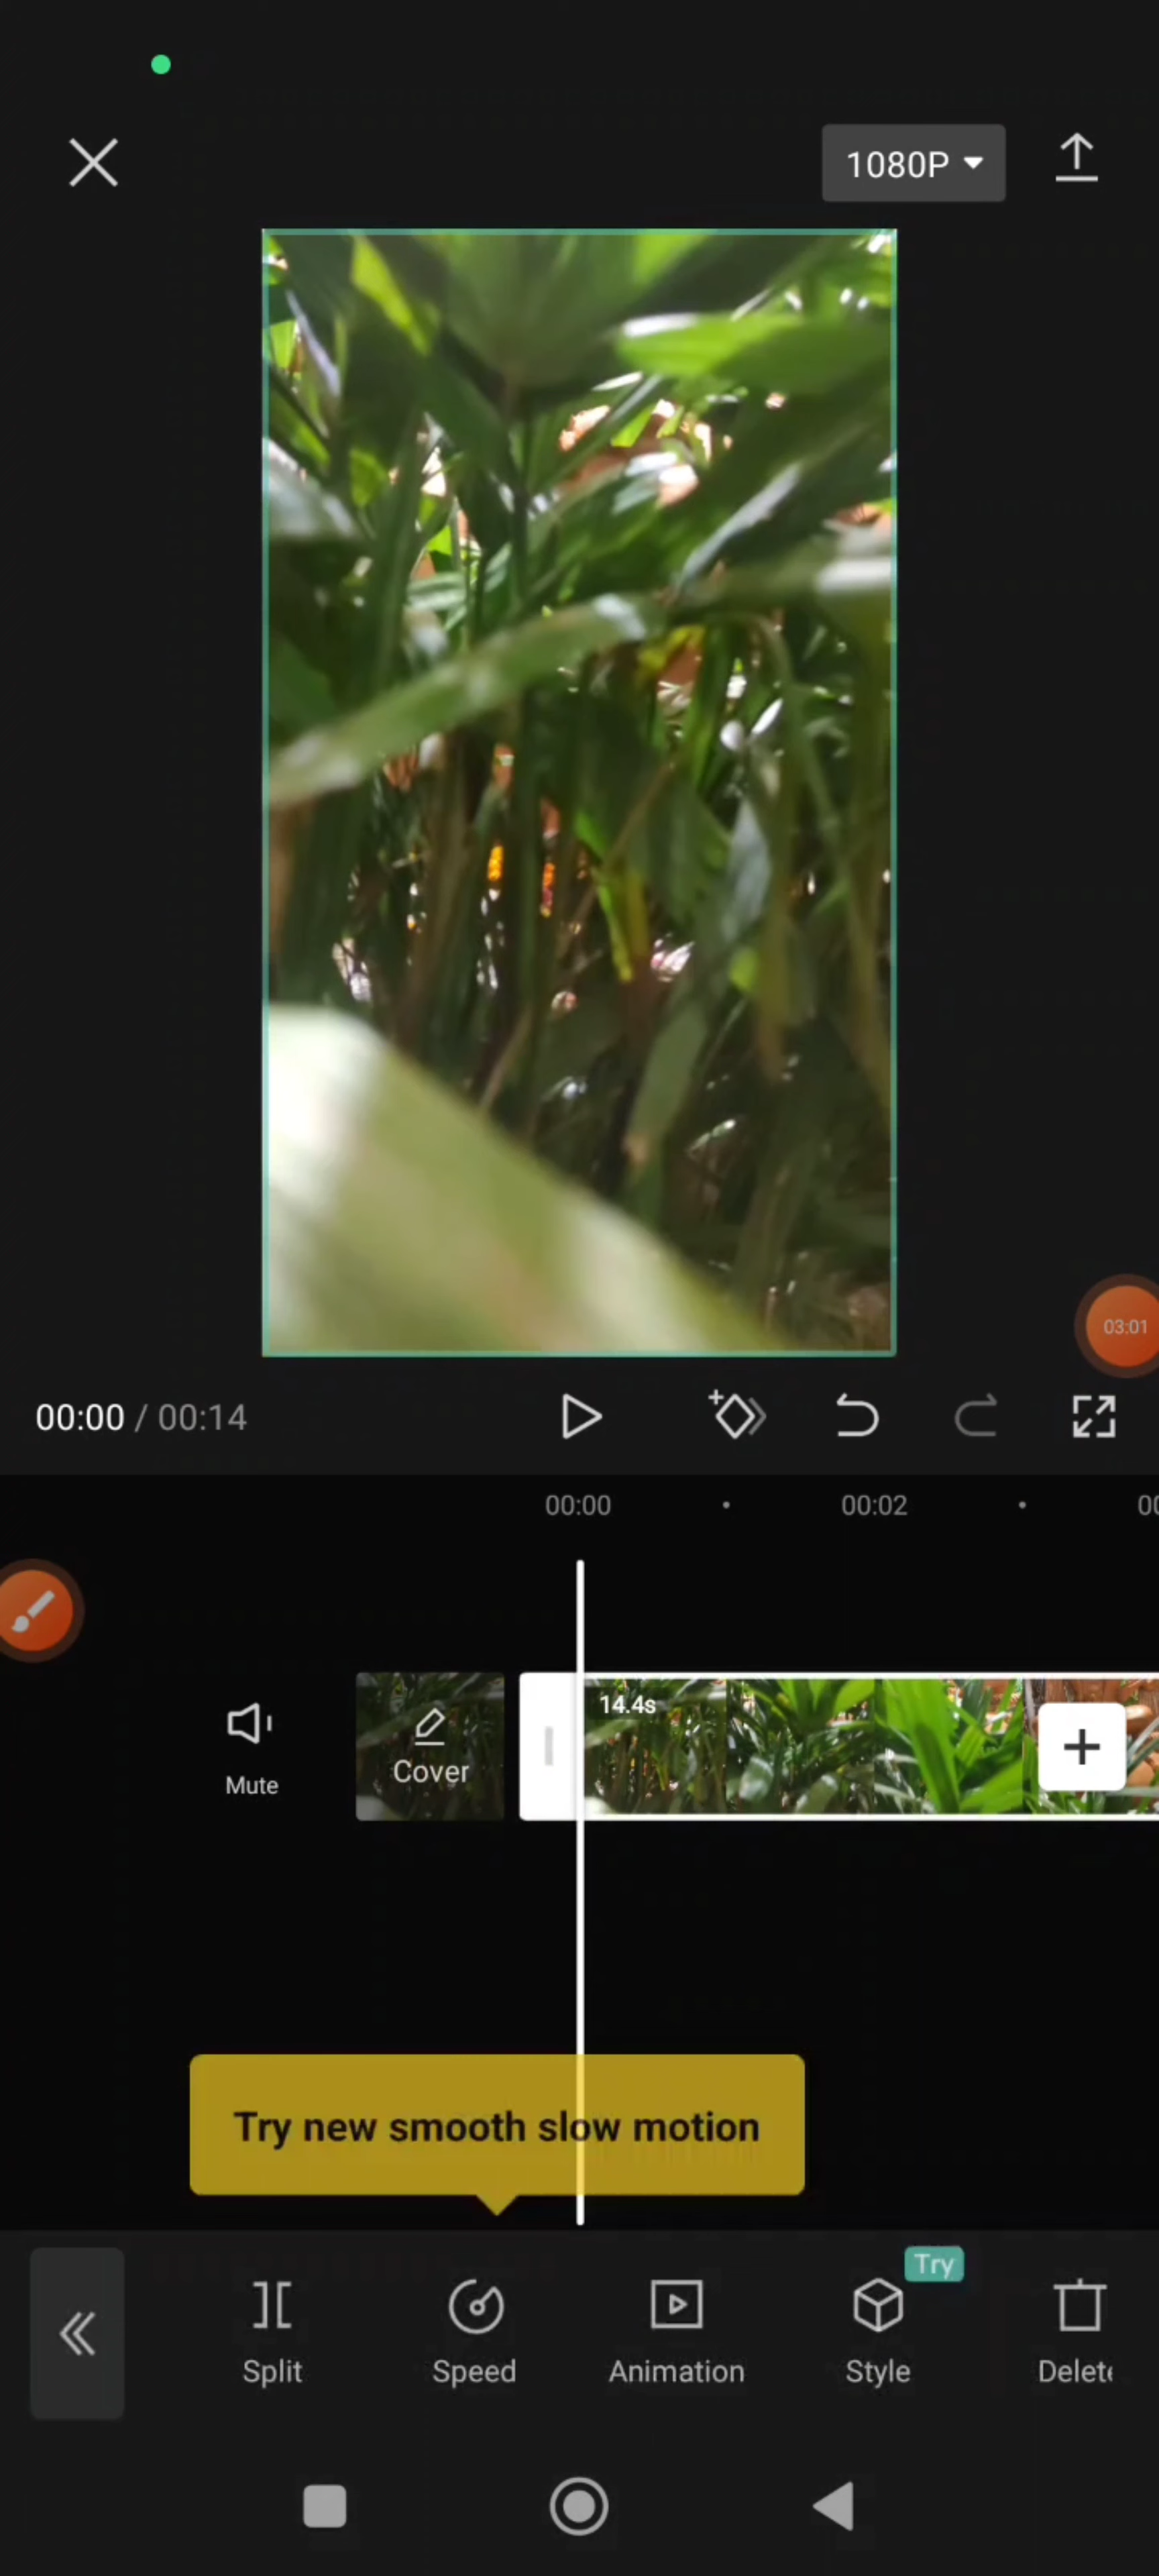 1080P
03:01
00:00 / 00:14
00:00
00:02
14.4s
Cover
Mute
Try new smooth slow motion
Try
Split
Speed
Animation
Style
Delete